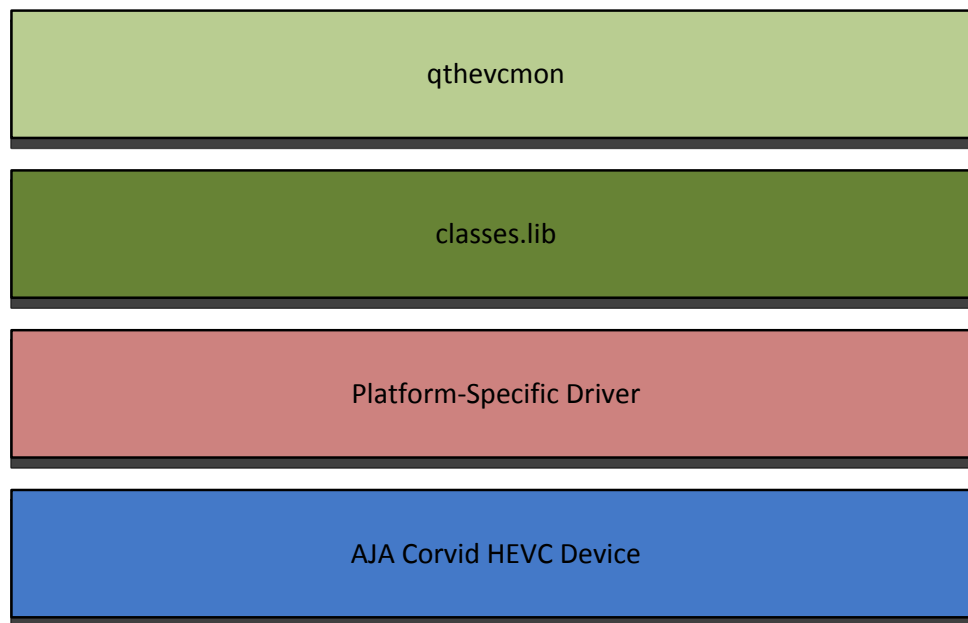 qthevcmon
classes.lib
Platform-Specific Driver
AJA Corvid HEVC Device